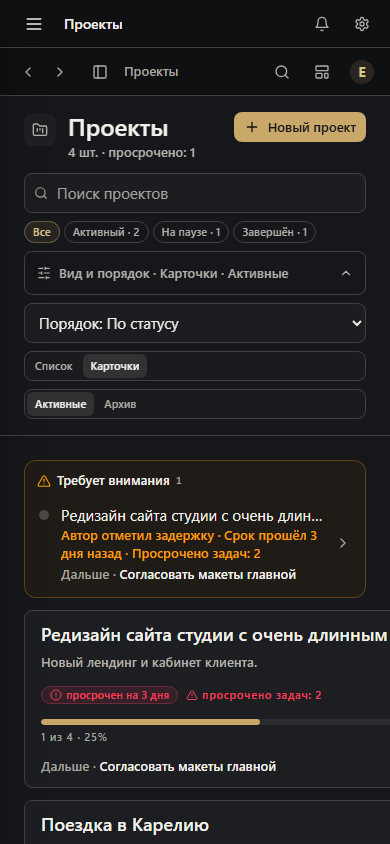 Проекты
Проекты
E
Проекты
4 шт. · просрочено: 1
Новый проект
Поиск проектов
Все
Активный · 2
На паузе · 1
Завершён · 1
Вид и порядок · Карточки · Активные
Порядок: По статусу
Список
Карточки
Активные
Архив
Требует внимания 1
Редизайн сайта студии с очень длин...
Автор отметил задержку · Срок прошёл 3
дня назад · Просрочено задач: 2
Дальше · Согласовать макеты главной
Редизайн сайта студии с очень длинным
Новый лендинг и кабинет клиента.
просрочен на 3 дня
просрочено задач: 2
1 из 4 · 25%
Дальше · Согласовать макеты главной
Поездка в Карелию